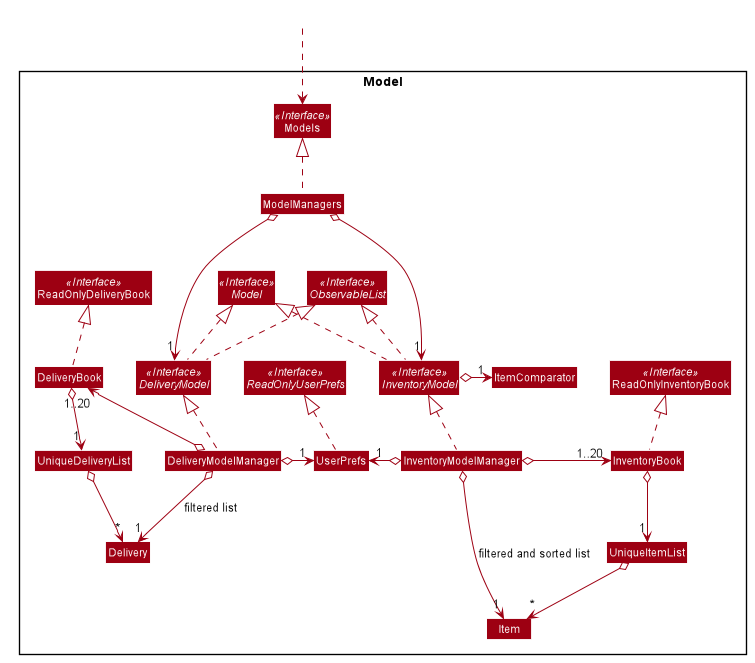 Model
«Interface»
Models
ModelManagers
«Interface»
ReadOnlyDeliveryBook
«Interface»
Model
«Interface»
ObservableList
1
1
«Interface»
DeliveryModel
«Interface»
ReadOnlyUserPrefs
«Interface»
InventoryModel
1
ItemComparator
«Interface»
ReadOnlyInventoryBook
DeliveryBook
1..20
1
UniqueDeliveryList
DeliveryModelManager
1
UserPrefs
1
InventoryModelManager
1..20
InventoryBook
filtered list
*
1
1
Delivery
filtered and sorted list
UniqueItemList
1
*
Item